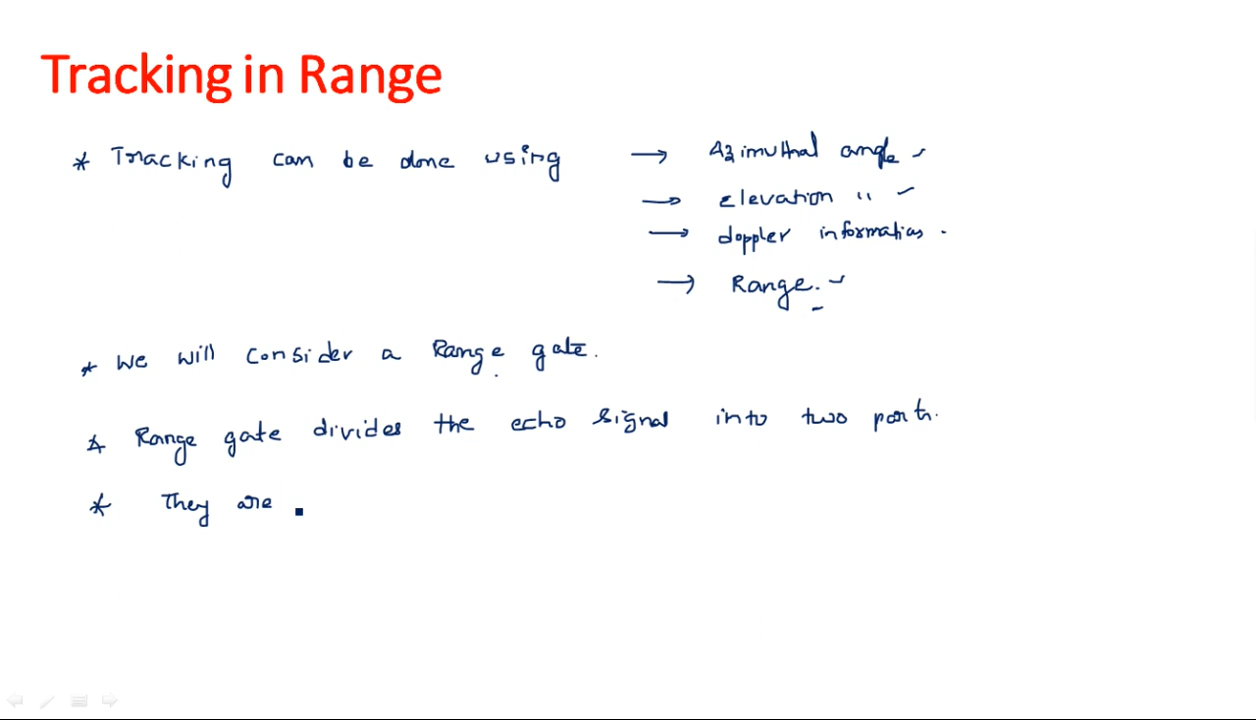 Tracking in Range
* Tracking can be done using → Azimuthal angle
→ Elevation "
→ doppler information.
→ Range.
* We will consider a Range gate.
* Range gate divides the echo signal into two parts.
* They are